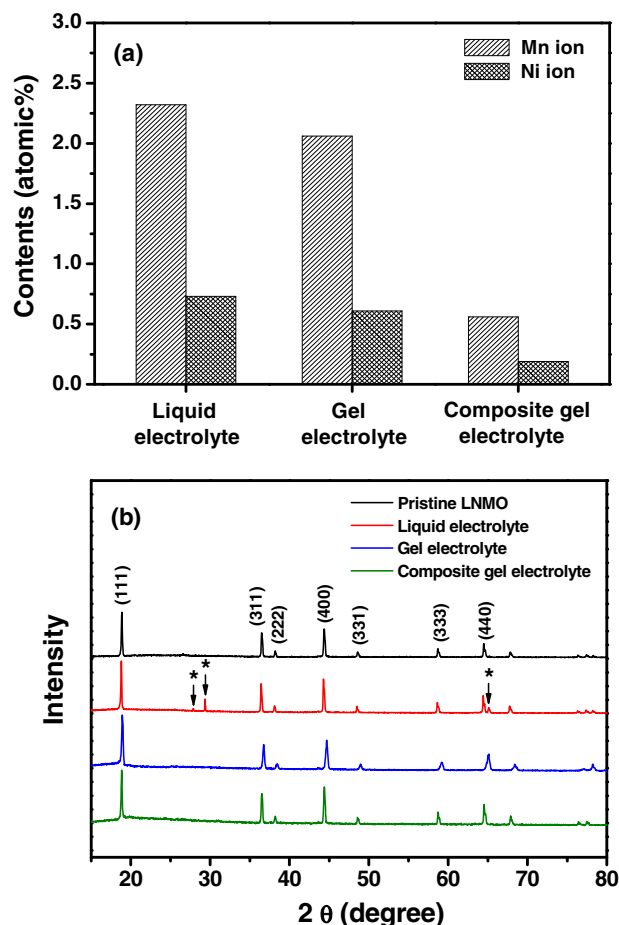 (a)
Mn ion
Ni ion
Contents (atomic%)
3.0
2.5
2.0
1.5
1.0
0.5
0.0
Liquid electrolyte
Gel electrolyte
Composite gel electrolyte
(b)
Pristine LNMO
Liquid electrolyte
Gel electrolyte
Composite gel electrolyte
(111)
(311)
(222)
(400)
(331)
(333)
(440)
*
*
*
Intensity
20 30 40 50 60 70 80
2 θ (degree)